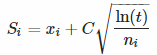 S_i = x_i + C\sqrt{\frac{\ln(t)}{n_i}}